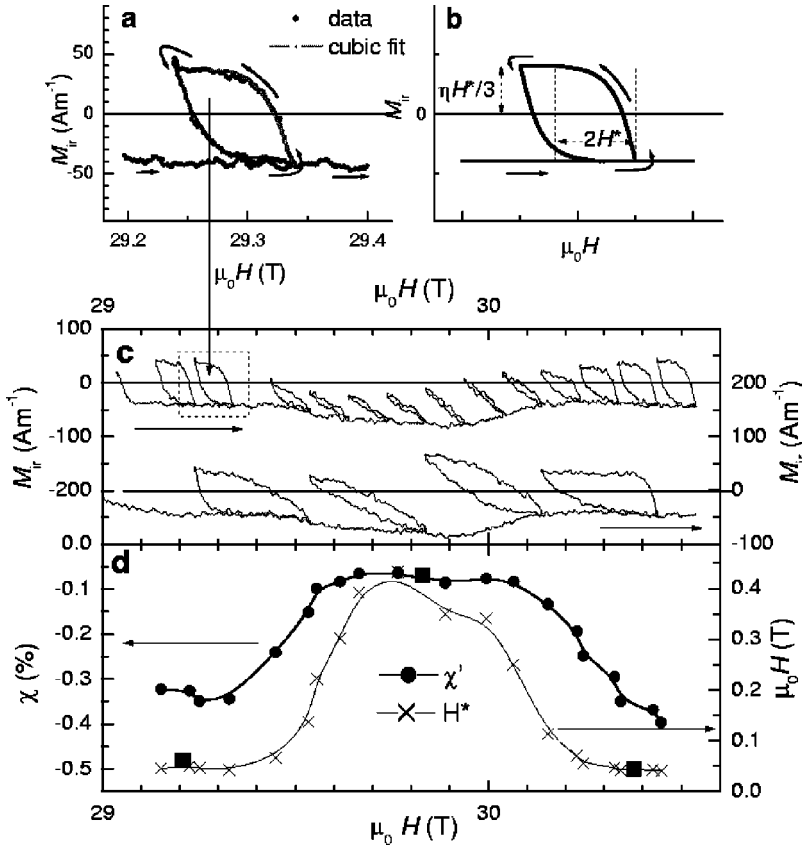 a
data
cubic fit
50
0
-50
M_ir (Am⁻¹)
29.2 29.3 29.4
μ₀H (T)
b
M_ir
0
ηH*/3
2H*
μ₀H
μ₀H (T)
29 30
c
100
0
-100
-200
M_ir (Am⁻¹)
200
100
0
-100
M_ir (Am⁻¹)
d
0.0
-0.1
-0.2
-0.3
-0.4
-0.5
χ (%)
χ'
H*
0.4
0.3
0.2
0.1
0.0
μ₀H (T)
29 30
μ₀H (T)